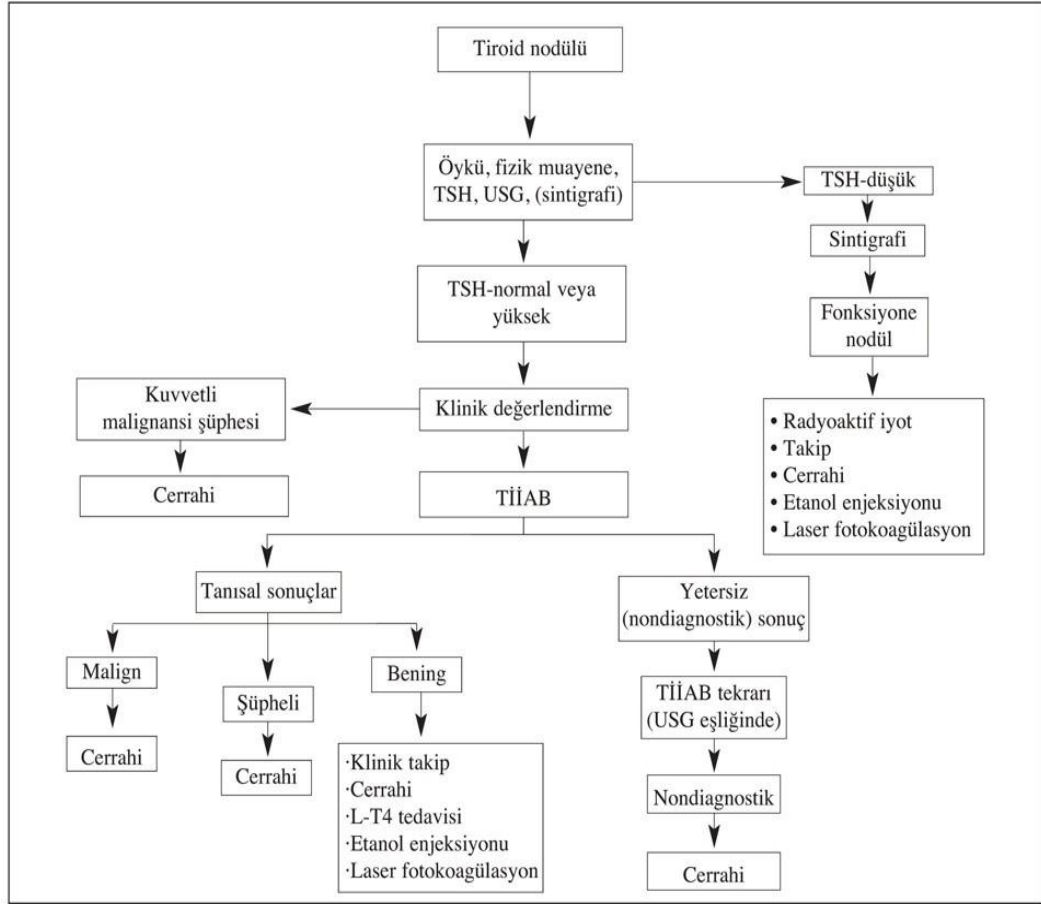 Tiroid nodülü
Öykü, fizik muayene,
TSH, USG, (sintigrafi)
TSH-düşük
Sintigrafi
Fonksiyone
nodül
• Radyoaktif iyot
• Takip
• Cerrahi
• Etanol enjeksiyonu
• Laser fotokoagülasyon
TSH-normal veya
yüksek
Klinik değerlendirme
Kuvvetli
malignansi şüphesi
Cerrahi
TİİAB
Tanısal sonuçlar
Malign
Cerrahi
Şüpheli
Cerrahi
Bening
·Klinik takip
·Cerrahi
·L-T4 tedavisi
·Etanol enjeksiyonu
·Laser fotokoagülasyon
Yetersiz
(nondiagnostik) sonuç
TİİAB tekrarı
(USG eşliğinde)
Nondiagnostik
Cerrahi